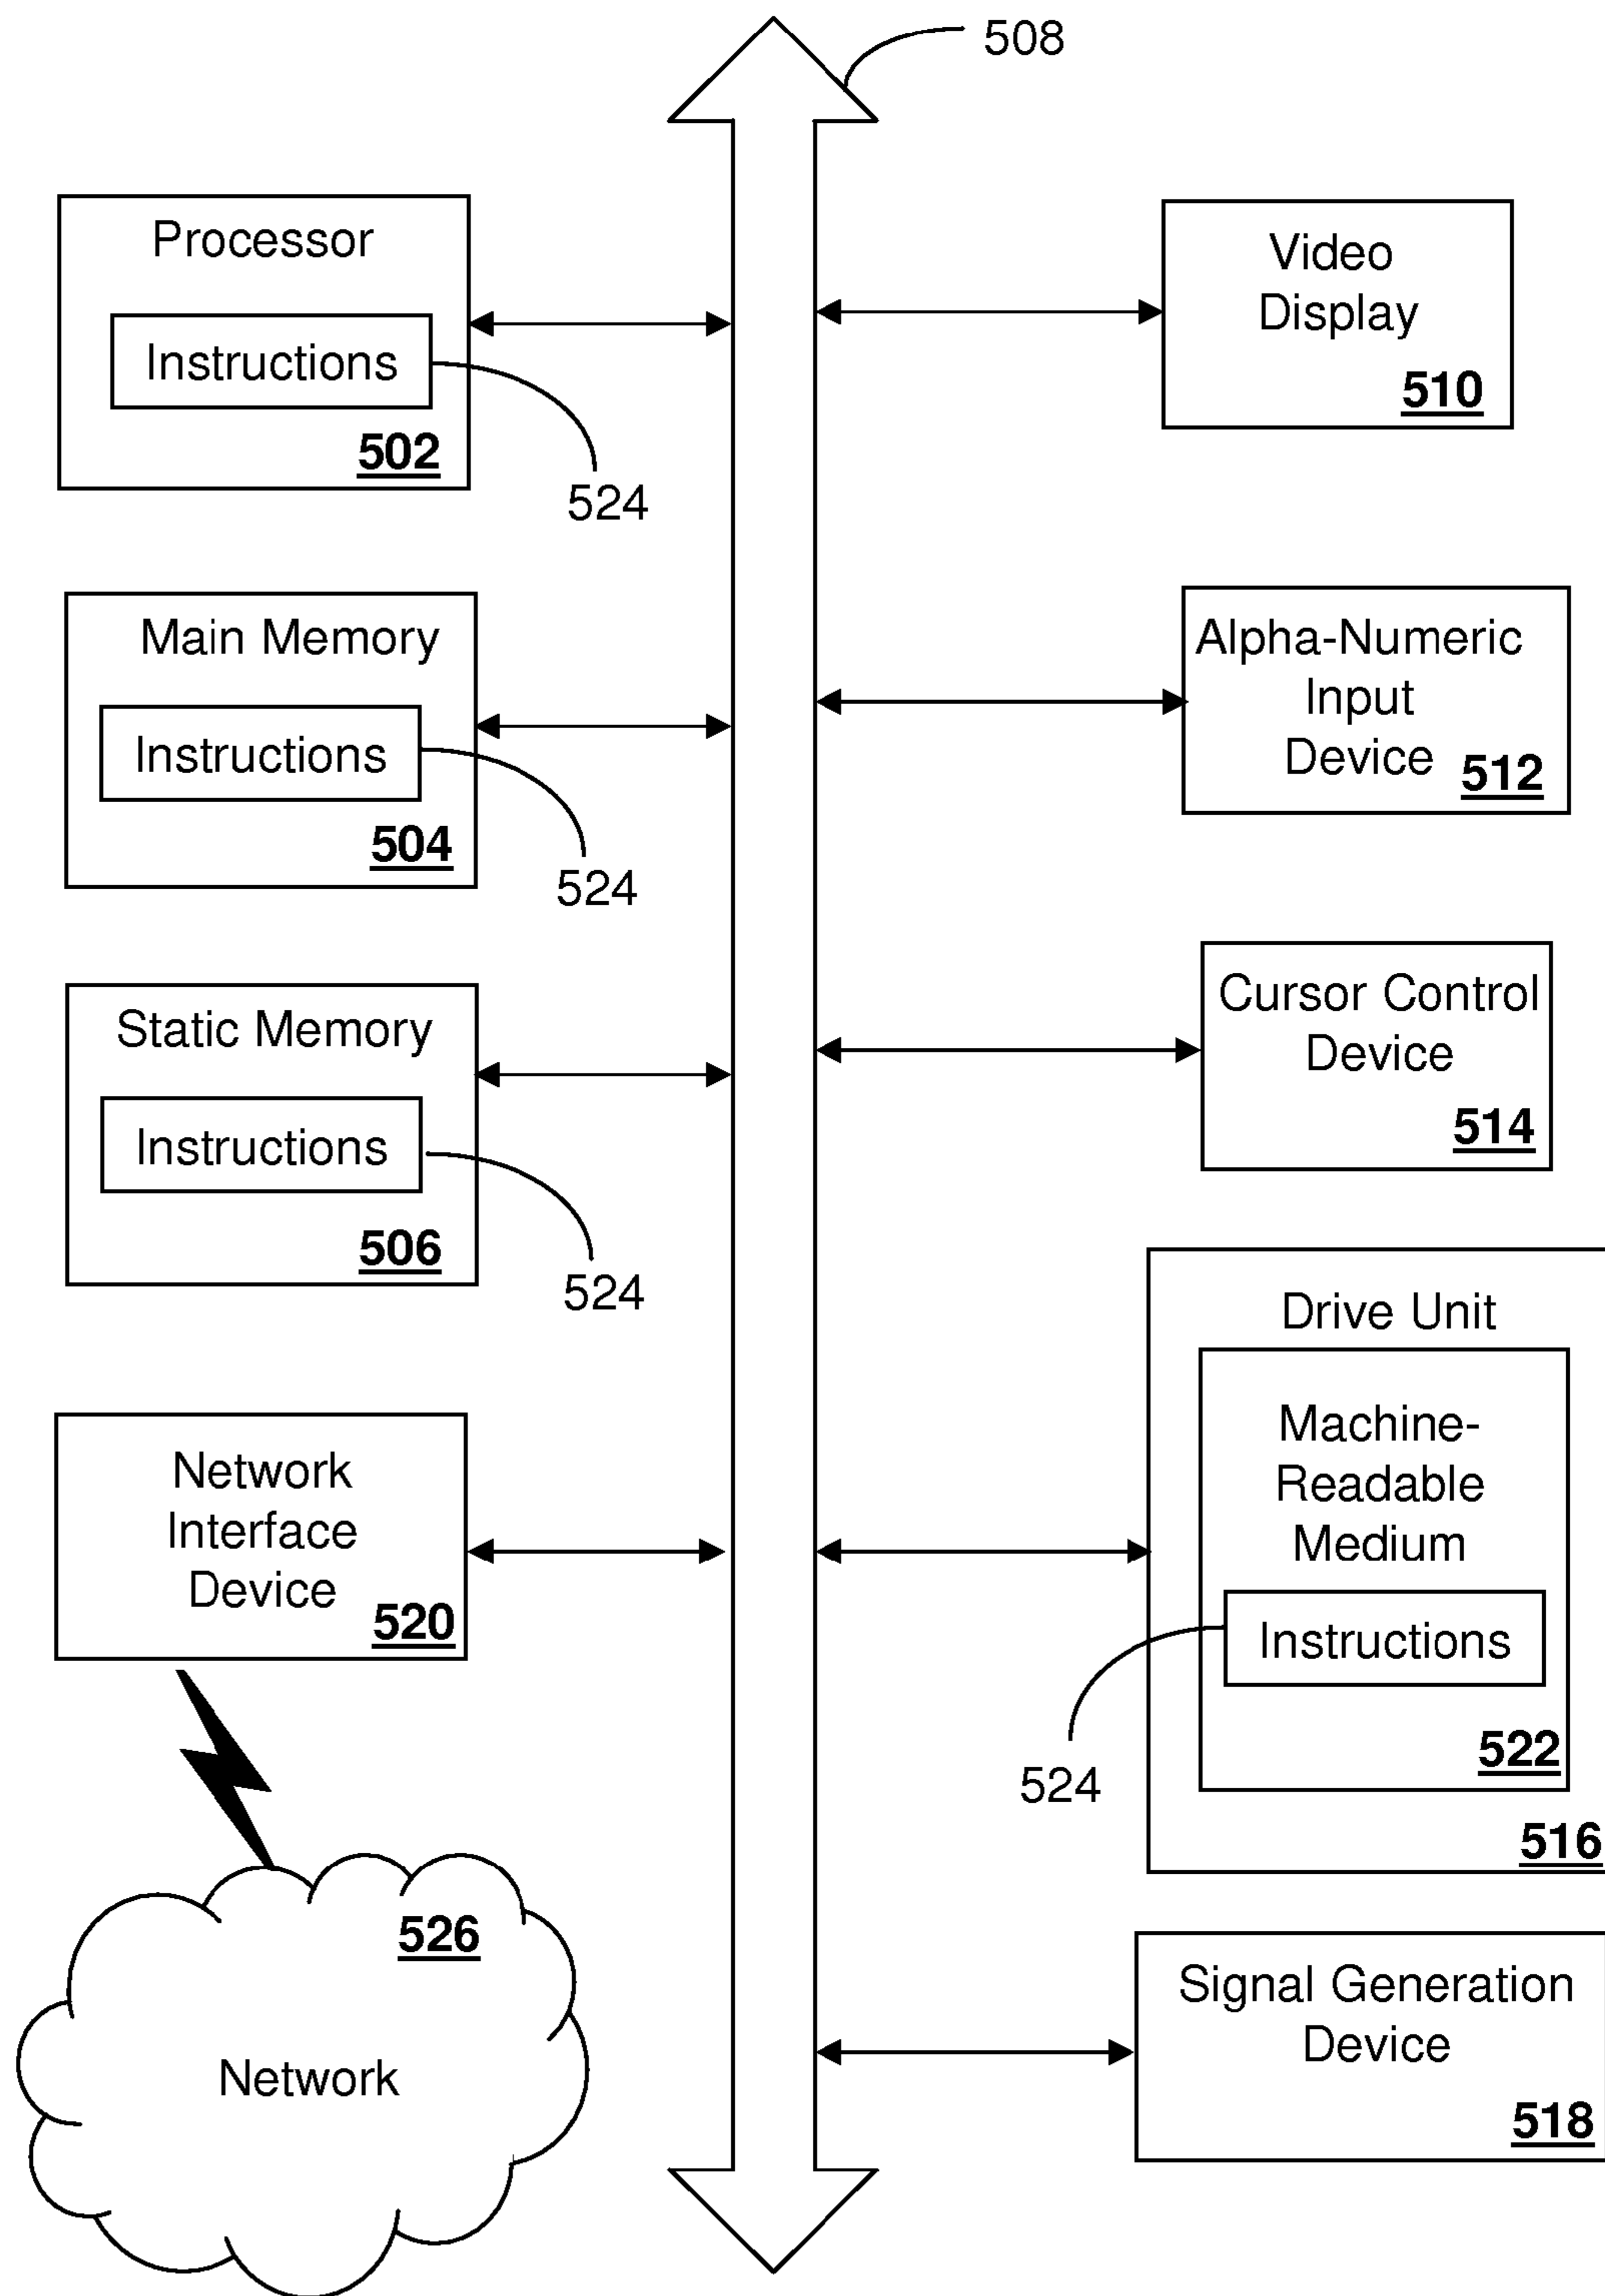 508
Processor
Instructions
502
524
Main Memory
Instructions
504
524
Static Memory
Instructions
506
524
Network
Interface
Device
520
526
Network
Video
Display
510
Alpha-Numeric
Input
Device
512
Cursor Control
Device
514
Drive Unit
Machine-
Readable
Medium
Instructions
522
524
516
Signal Generation
Device
518